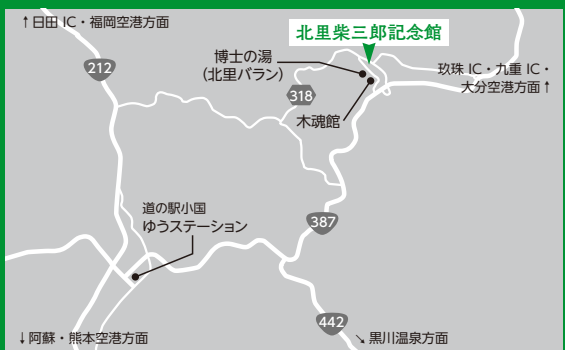 ↑日田 IC・福岡空港方面
北里柴三郎記念館
博士の湯
（北里バラン）
玖珠 IC・九重 IC・
大分空港方面↑
212
318
木魂館
道の駅小国
ゆうステーション
387
442
↓阿蘇・熊本空港方面
↘黒川温泉方面